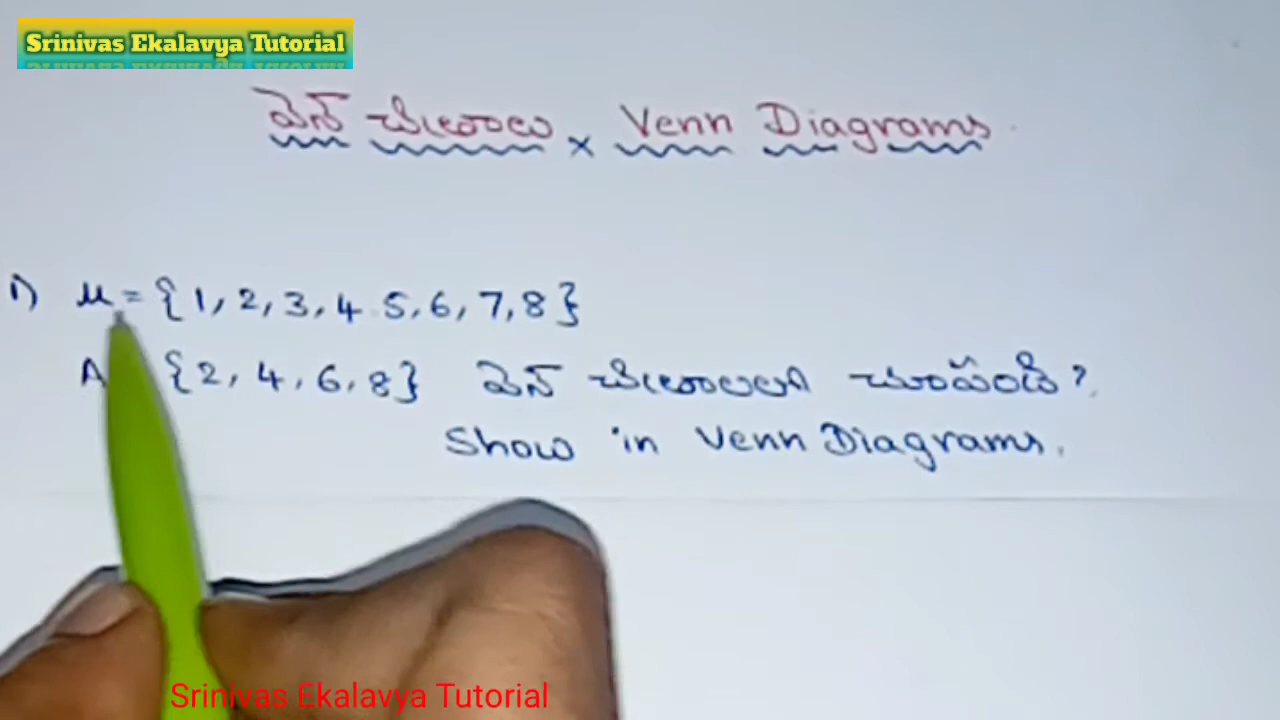 Srinivas Ekalavya Tutorial
వెన్ చిత్రాలు x Venn Diagrams
1) μ = {1, 2, 3, 4 5, 6, 7, 8}
A {2, 4, 6, 8} వెన్ చిత్రాలలో చూపండి?
Show in Venn Diagrams.
Srinivas Ekalavya Tutorial